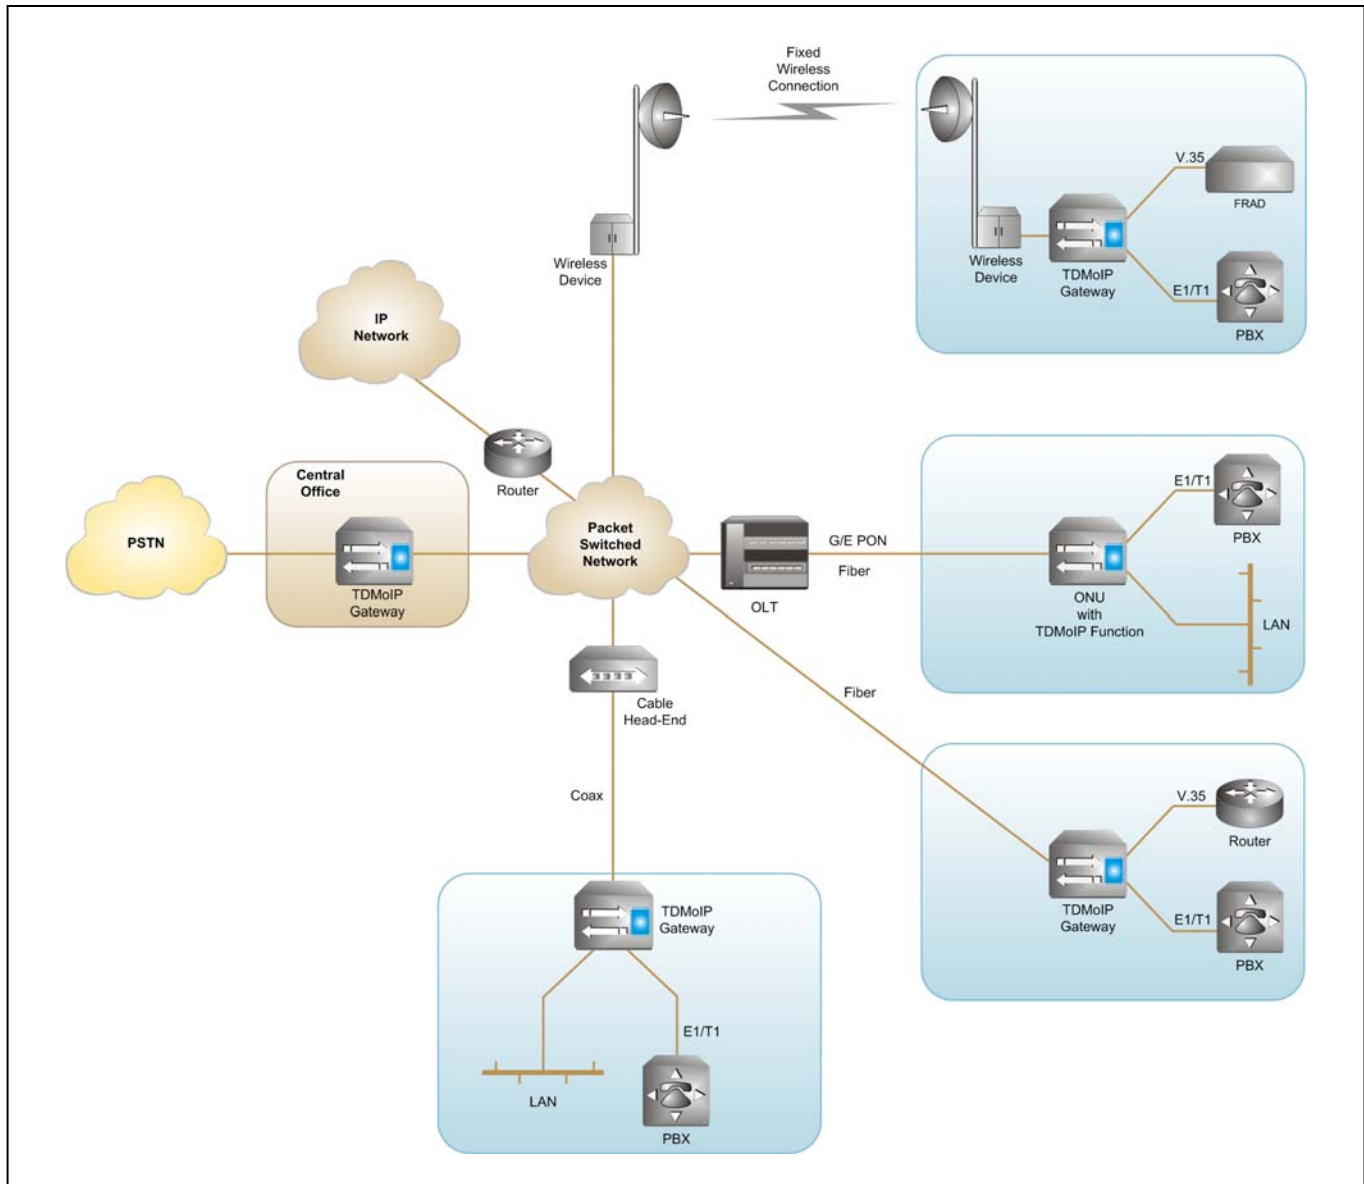 Fixed
Wireless
Connection
V.35
FRAD
Wireless
Device
Wireless
Device
TDMoIP
Gateway
E1/T1
PBX
IP
Network
Router
Central
Office
PSTN
TDMoIP
Gateway
Packet
Switched
Network
OLT
G/E PON
Fiber
E1/T1
PBX
ONU
with
TDMoIP Function
LAN
Cable
Head-End
Fiber
Coax
V.35
Router
TDMoIP
Gateway
E1/T1
PBX
TDMoIP
Gateway
E1/T1
LAN
PBX